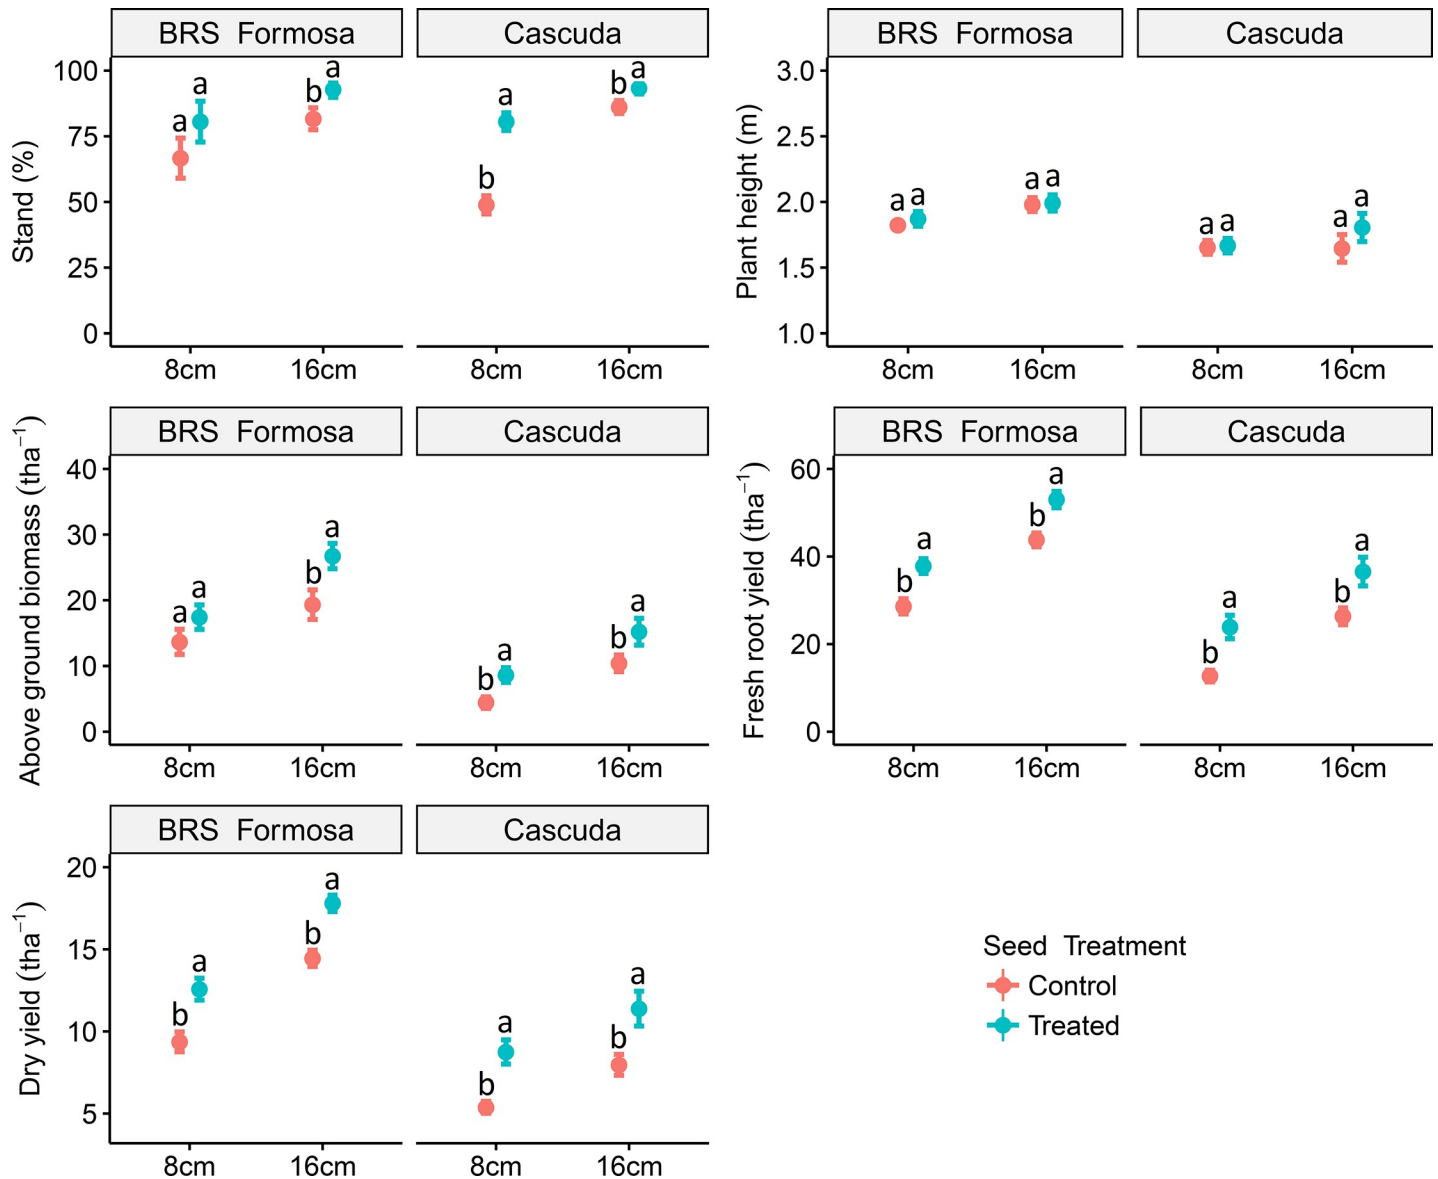 BRS Formosa
Cascuda
Stand (%)
100
75
50
25
0
a
a
b
a
b
a
b
a
8cm
16cm
8cm
16cm
BRS Formosa
Cascuda
Plant height (m)
3.0
2.5
2.0
1.5
1.0
a
a
a
a
a
a
a
a
8cm
16cm
8cm
16cm
BRS Formosa
Cascuda
Above ground biomass (tha⁻¹)
40
30
20
10
0
a
a
b
a
b
a
b
a
8cm
16cm
8cm
16cm
BRS Formosa
Cascuda
Fresh root yield (tha⁻¹)
60
40
20
0
b
a
b
a
b
a
b
a
8cm
16cm
8cm
16cm
BRS Formosa
Cascuda
Dry yield (tha⁻¹)
20
15
10
5
b
a
b
a
b
a
b
a
8cm
16cm
8cm
16cm
Seed Treatment
Control
Treated